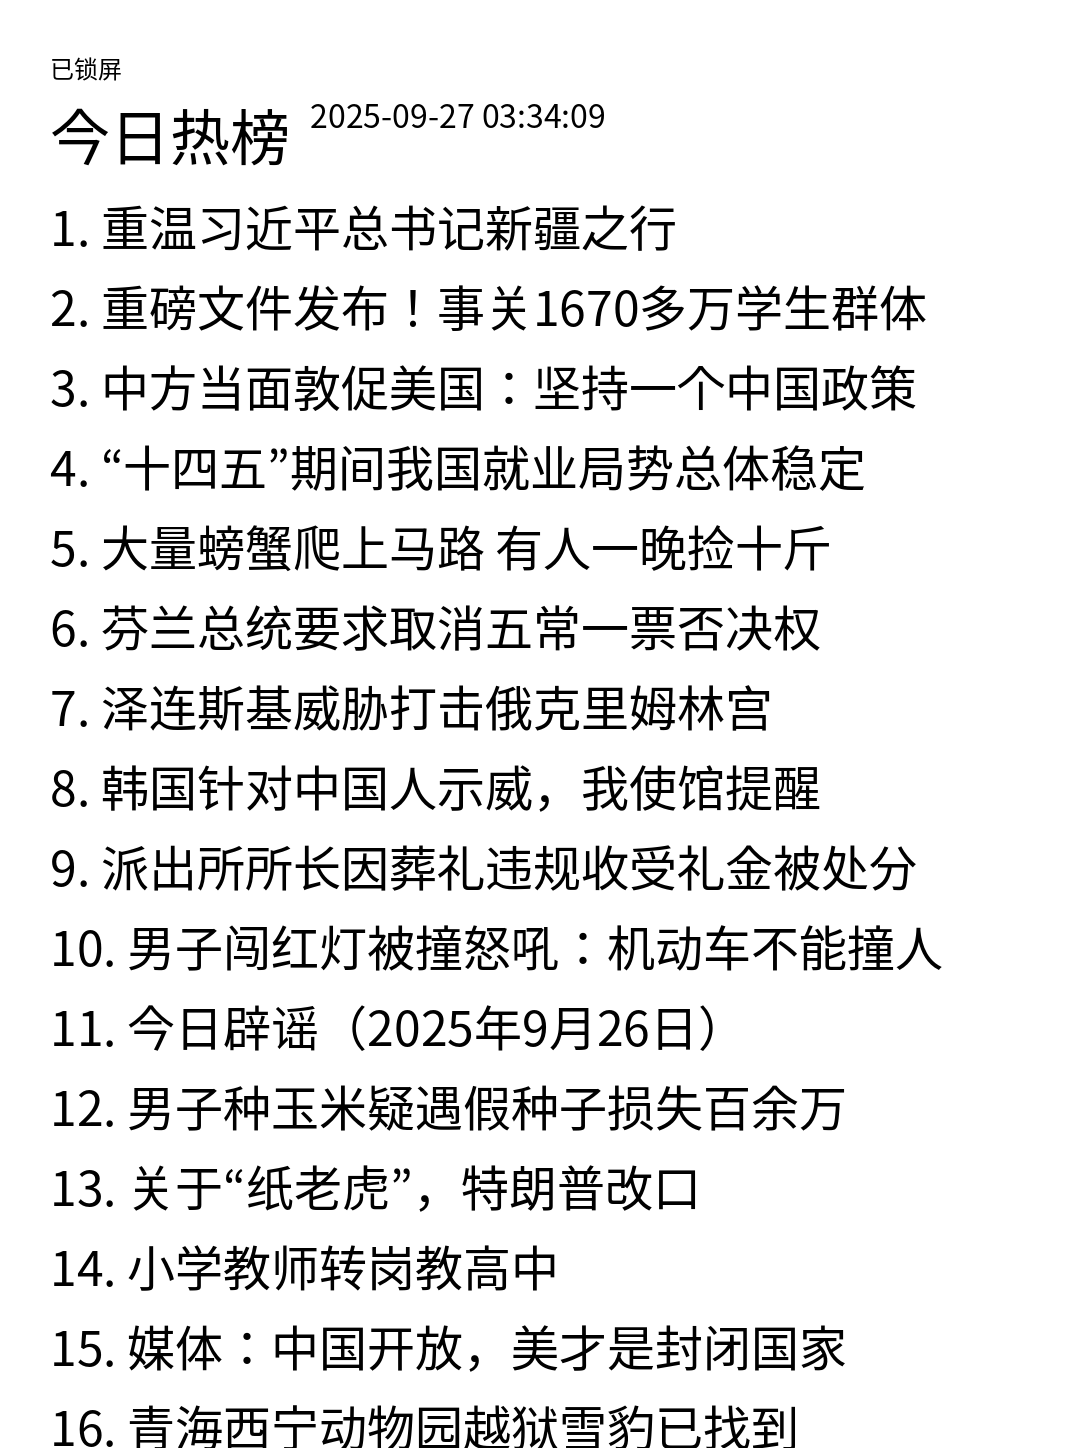 已锁屏
今日热榜 2025-09-27 03:34:09
1. 重温习近平总书记新疆之行
2. 重磅文件发布！事关1670多万学生群体
3. 中方当面敦促美国：坚持一个中国政策
4. “十四五”期间我国就业局势总体稳定
5. 大量螃蟹爬上马路 有人一晚捡十斤
6. 芬兰总统要求取消五常一票否决权
7. 泽连斯基威胁打击俄克里姆林宫
8. 韩国针对中国人示威，我使馆提醒
9. 派出所所长因葬礼违规收受礼金被处分
10. 男子闯红灯被撞怒吼：机动车不能撞人
11. 今日辟谣（2025年9月26日）
12. 男子种玉米疑遇假种子损失百余万
13. 关于“纸老虎”，特朗普改口
14. 小学教师转岗教高中
15. 媒体：中国开放，美才是封闭国家
16. 青海西宁动物园越狱雪豹已找到